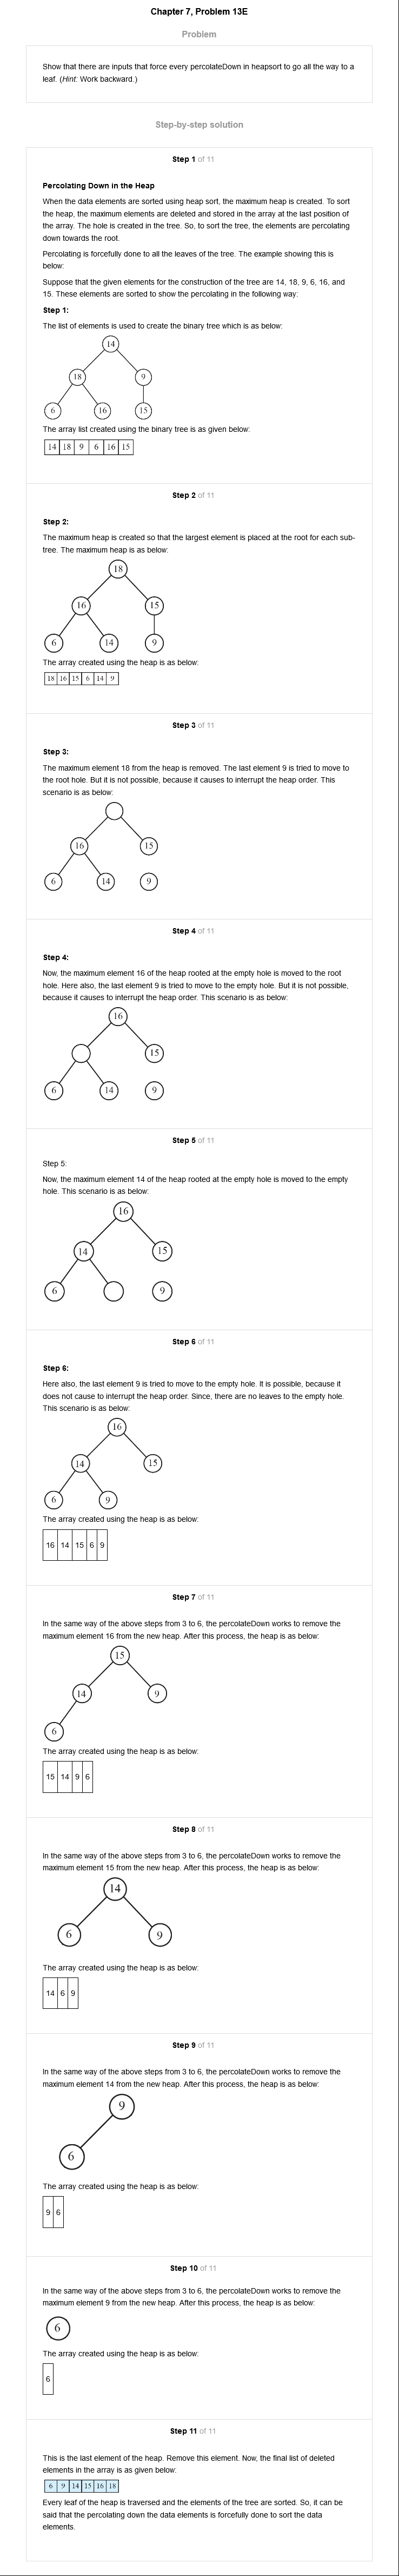 Chapter 7, Problem 13E
Problem
Show that there are inputs that force every percolateDown in heapsort to go all the way to a
leaf. (Hint: Work backward.)
Step-by-step solution
Step 1 of 11
Percolating Down in the Heap
When the data elements are sorted using heap sort, the maximum heap is created. To sort
the heap, the maximum elements are deleted and stored in the array at the last position of
the array. The hole is created in the tree. So, to sort the tree, the elements are percolating
down towards the root.
Percolating is forcefully done to all the leaves of the tree. The example showing this is
below:
Suppose that the given elements for the construction of the tree are 14, 18, 9, 6, 16, and
15. These elements are sorted to show the percolating in the following way:
Step 1:
The list of elements is used to create the binary tree which is as below:
14
18 9
6 16 15
The array list created using the binary tree is as given below:
14 18 9 6 16 15
Step 2 of 11
Step 2:
The maximum heap is created so that the largest element is placed at the root for each sub-
tree. The maximum heap is as below:
18
16 15
6 14 9
The array created using the heap is as below:
18 16 15 6 14 9
Step 3 of 11
Step 3:
The maximum element 18 from the heap is removed. The last element 9 is tried to move to
the root hole. But it is not possible, because it causes to interrupt the heap order. This
scenario is as below:
16 15
6 14 9
Step 4 of 11
Step 4:
Now, the maximum element 16 of the heap rooted at the empty hole is moved to the root
hole. Here also, the last element 9 is tried to move to the empty hole. But it is not possible,
because it causes to interrupt the heap order. This scenario is as below:
16
15
6 14 9
Step 5 of 11
Step 5:
Now, the maximum element 14 of the heap rooted at the empty hole is moved to the empty
hole. This scenario is as below:
16
14 15
6 9
Step 6 of 11
Step 6:
Here also, the last element 9 is tried to move to the empty hole. It is possible, because it
does not cause to interrupt the heap order. Since, there are no leaves to the empty hole.
This scenario is as below:
16
14 15
6 9
The array created using the heap is as below:
16 14 15 6 9
Step 7 of 11
In the same way of the above steps from 3 to 6, the percolateDown works to remove the
maximum element 16 from the new heap. After this process, the heap is as below:
15
14 9
6
The array created using the heap is as below:
15 14 9 6
Step 8 of 11
In the same way of the above steps from 3 to 6, the percolateDown works to remove the
maximum element 15 from the new heap. After this process, the heap is as below:
14
6 9
The array created using the heap is as below:
14 6 9
Step 9 of 11
In the same way of the above steps from 3 to 6, the percolateDown works to remove the
maximum element 14 from the new heap. After this process, the heap is as below:
9
6
The array created using the heap is as below:
9 6
Step 10 of 11
In the same way of the above steps from 3 to 6, the percolateDown works to remove the
maximum element 9 from the new heap. After this process, the heap is as below:
6
The array created using the heap is as below:
6
Step 11 of 11
This is the last element of the heap. Remove this element. Now, the final list of deleted
elements in the array is as given below:
6 9 14 15 16 18
Every leaf of the heap is traversed and the elements of the tree are sorted. So, it can be
said that the percolating down the data elements is forcefully done to sort the data
elements.